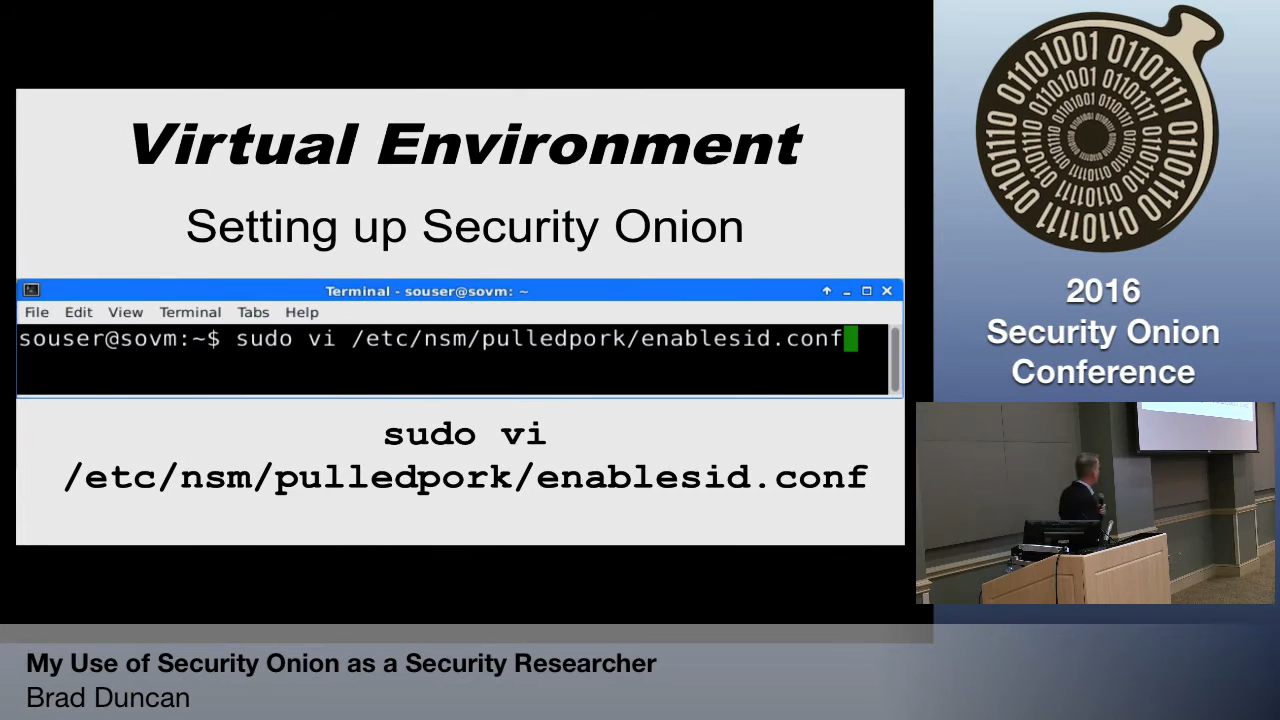 Virtual Environment
Setting up Security Onion
Terminal - souser@sovm: ~
File Edit View Terminal Tabs Help
souser@sovm:~$ sudo vi /etc/nsm/pulledpork/enablesid.conf
sudo vi
/etc/nsm/pulledpork/enablesid.conf
2016
Security Onion
Conference
My Use of Security Onion as a Security Researcher
Brad Duncan